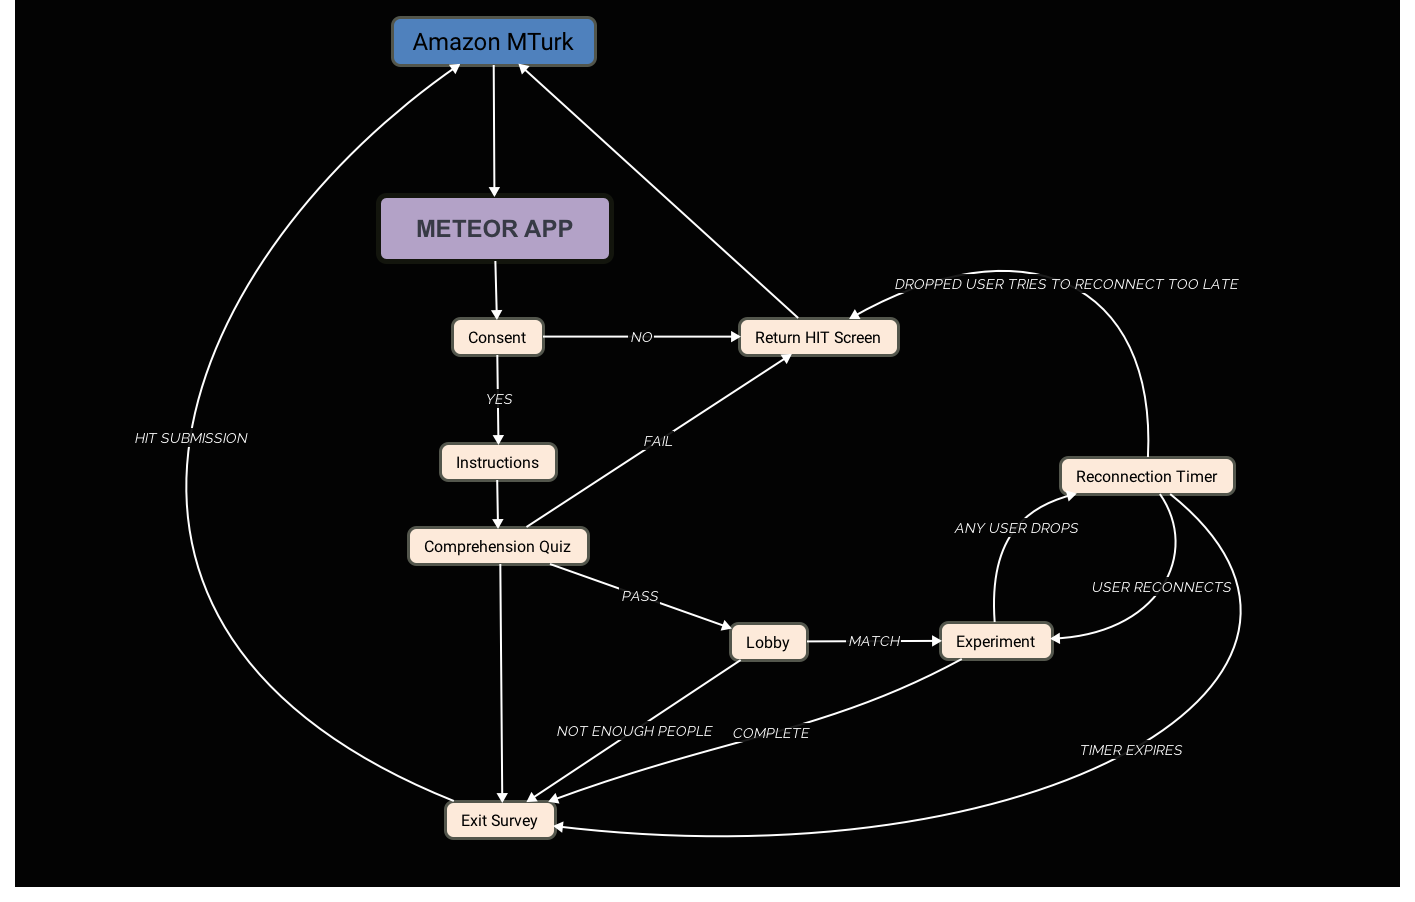 Amazon MTurk
METEOR APP
DROPPED USER TRIES TO RECONNECT TOO LATE
Consent
NO
Return HIT Screen
YES
HIT SUBMISSION
FAIL
Instructions
Reconnection Timer
ANY USER DROPS
Comprehension Quiz
USER RECONNECTS
PASS
Lobby
MATCH
Experiment
NOT ENOUGH PEOPLE
COMPLETE
TIMER EXPIRES
Exit Survey